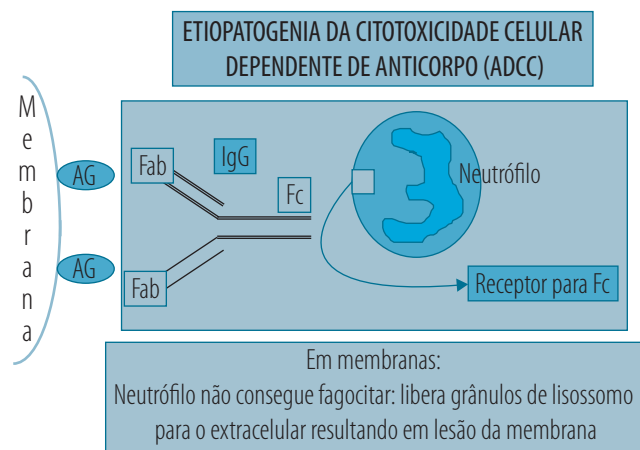 ETIOPATOGENIA DA CITOTOXICIDADE CELULAR
DEPENDENTE DE ANTICORPO (ADCC)
Membrana
AG
Fab
IgG
Fc
Neutrófilo
AG
Fab
Receptor para Fc
Em membranas:
Neutrófilo não consegue fagocitar: libera grânulos de lisossomo
para o extracelular resultando em lesão da membrana